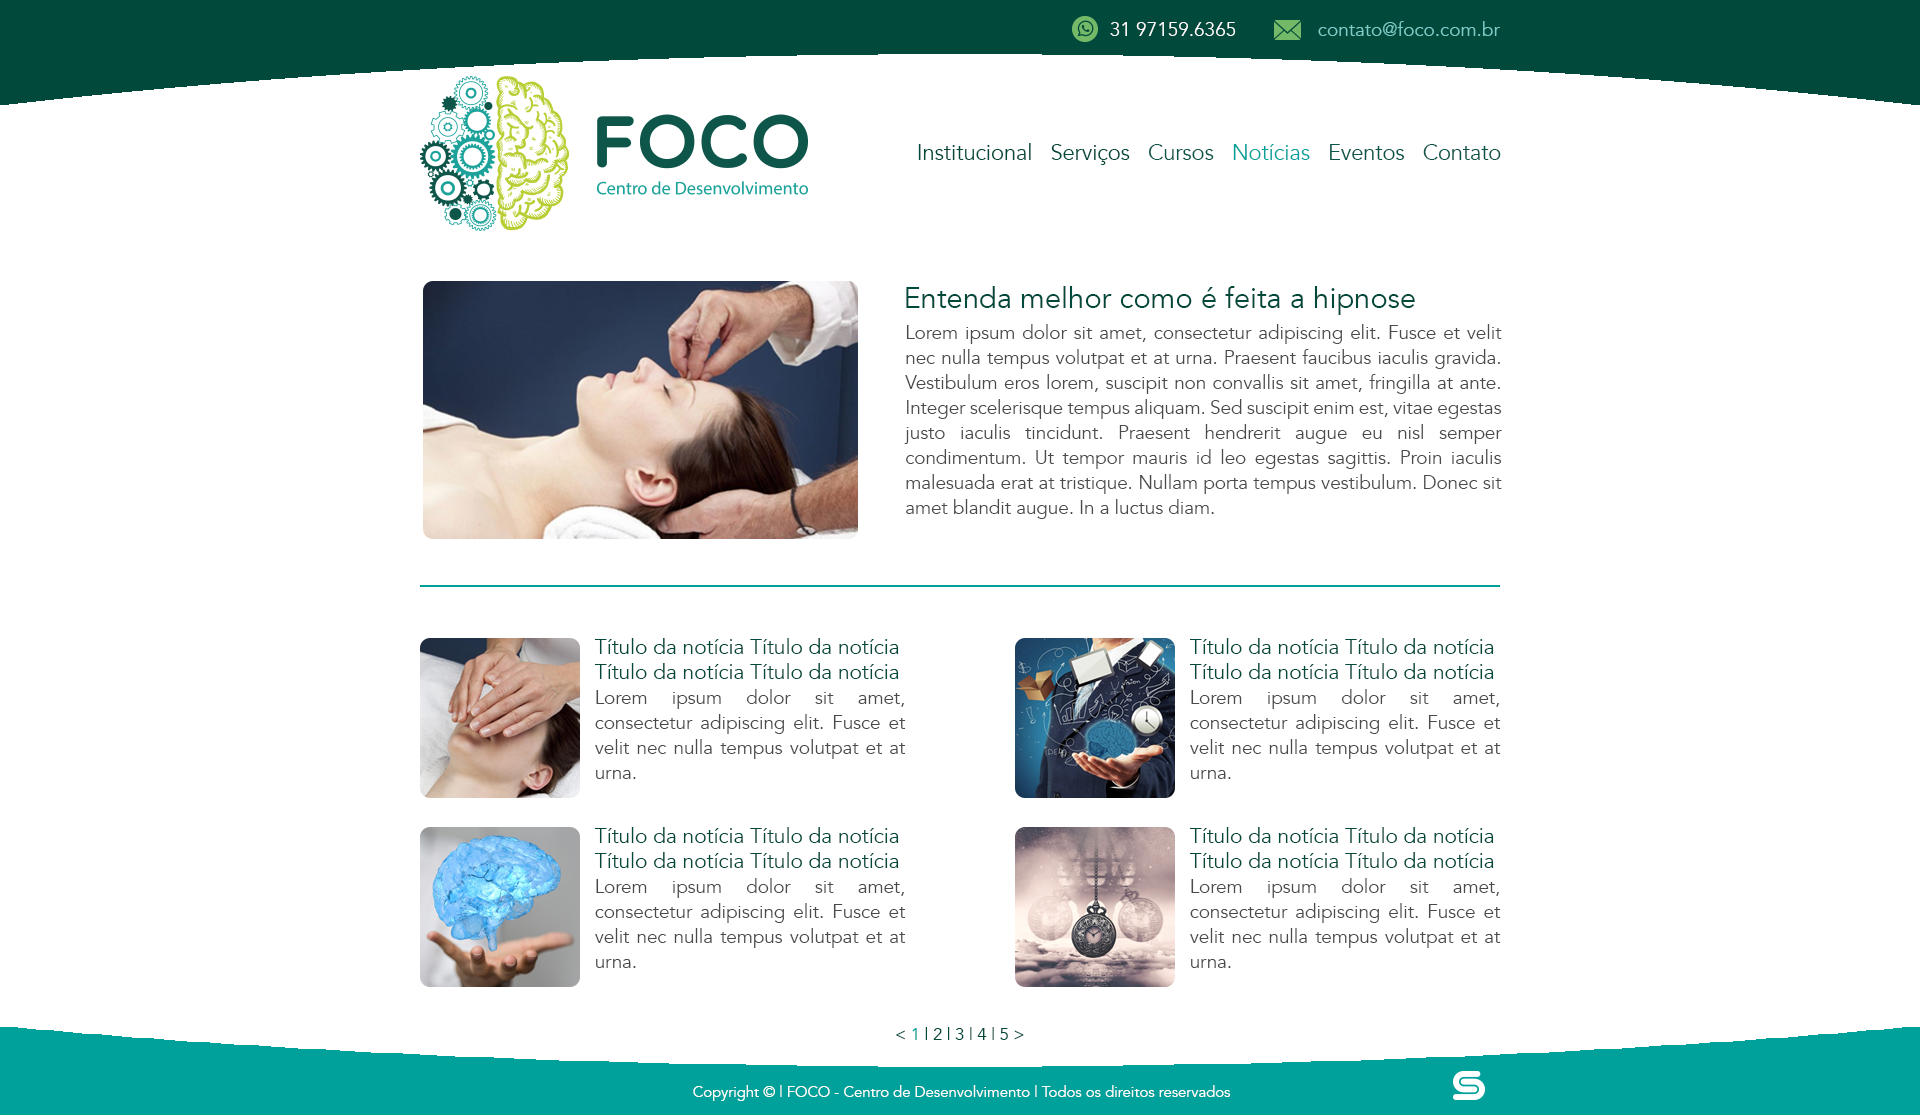 31 97159.6365
contato@foco.com.br
FOCO
Centro de Desenvolvimento
Institucional Serviços Cursos Notícias Eventos Contato
Entenda melhor como é feita a hipnose
Lorem ipsum dolor sit amet, consectetur adipiscing elit. Fusce et velit
nec nulla tempus volutpat et at urna. Praesent faucibus iaculis gravida.
Vestibulum eros lorem, suscipit non convallis sit amet, fringilla at ante.
Integer scelerisque tempus aliquam. Sed suscipit enim est, vitae egestas
justo iaculis tincidunt. Praesent hendrerit augue eu nisl semper
condimentum. Ut tempor mauris id leo egestas sagittis. Proin iaculis
malesuada erat at tristique. Nullam porta tempus vestibulum. Donec sit
amet blandit augue. In a luctus diam.
Título da notícia Título da notícia
Título da notícia Título da notícia
Lorem ipsum dolor sit amet,
consectetur adipiscing elit. Fusce et
velit nec nulla tempus volutpat et at
urna.
Título da notícia Título da notícia
Título da notícia Título da notícia
Lorem ipsum dolor sit amet,
consectetur adipiscing elit. Fusce et
velit nec nulla tempus volutpat et at
urna.
Título da notícia Título da notícia
Título da notícia Título da notícia
Lorem ipsum dolor sit amet,
consectetur adipiscing elit. Fusce et
velit nec nulla tempus volutpat et at
urna.
Título da notícia Título da notícia
Título da notícia Título da notícia
Lorem ipsum dolor sit amet,
consectetur adipiscing elit. Fusce et
velit nec nulla tempus volutpat et at
urna.
< 1 | 2 | 3 | 4 | 5 >
Copyright © | FOCO - Centro de Desenvolvimento | Todos os direitos reservados